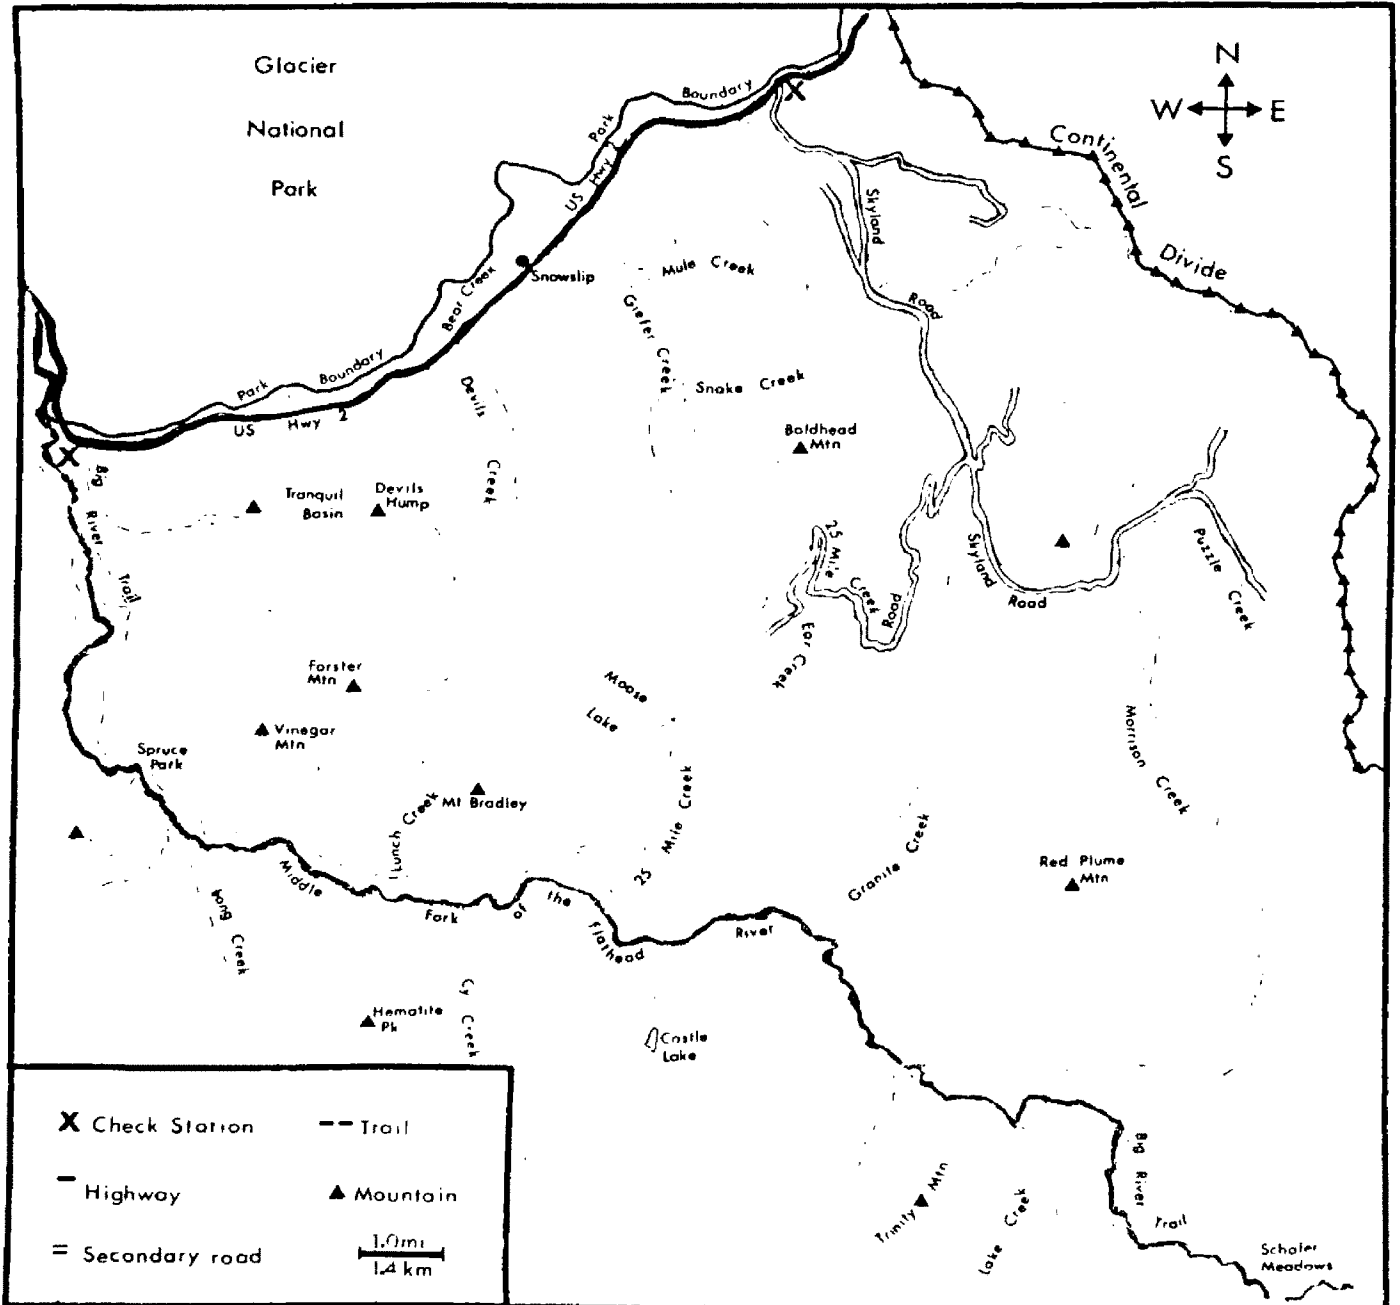 Glacier
National
Park
N
W E
S
Continental
Divide
Park Boundary
US Hwy 2
Bear Creek
Snowslip
Park Boundary
US Hwy 2
Skyland
Road
Mule Creek
Giefer Creek
Snake Creek
Baldhead
Mtn
Devils
Creek
Tranquil
Basin
Devils
Hump
Big
River
Trail
25 Mile
Creek
Road
Ear Creek
Skyland
Road
Puzzle
Creek
Morrison Creek
Forster
Mtn
Vinegar
Mtn
Moose
Lake
Spruce
Park
Mt Bradley
Lunch Creek
25 Mile Creek
Granite Creek
Red Plume
Mtn
Middle
Fork
of
the
Flathead
River
Long Creek
Cy Creek
Hematite
Pk
Castle
Lake
Trinity Mtn
Lake Creek
Big River
Trail
Schafer
Meadows
X Check Station
-- Trail
Highway
Mountain
= Secondary road
1.0mi
1.4 km